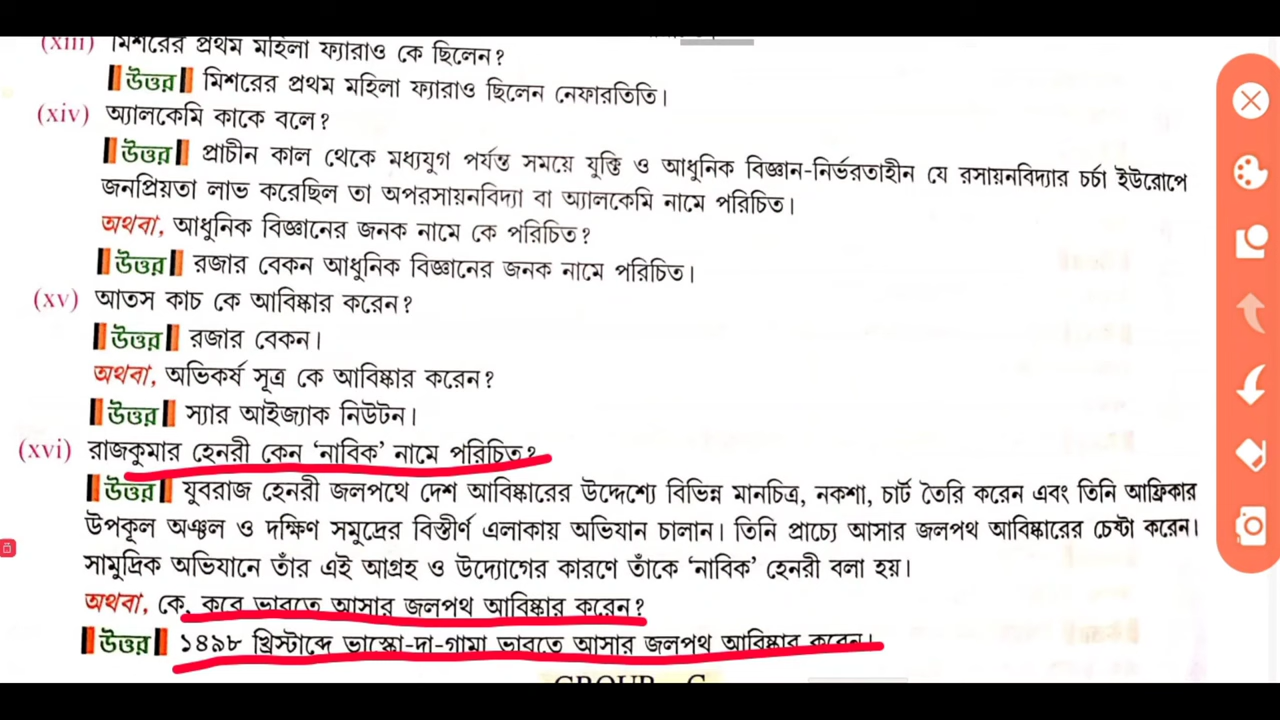 (xiii) মিশরের প্রথম মহিলা ফ্যারাও কে ছিলেন?
উত্তর মিশরের প্রথম মহিলা ফ্যারাও ছিলেন নেফারতিতি।
(xiv) অ্যালকেমি কাকে বলে?
উত্তর প্রাচীন কাল থেকে মধ্যযুগ পর্যন্ত সময়ে যুক্তি ও আধুনিক বিজ্ঞান-নির্ভরতাহীন যে রসায়নবিদ্যার চর্চা ইউরোপে
জনপ্রিয়তা লাভ করেছিল তা অপরসায়নবিদ্যা বা অ্যালকেমি নামে পরিচিত।
অথবা, আধুনিক বিজ্ঞানের জনক নামে কে পরিচিত?
উত্তর রজার বেকন আধুনিক বিজ্ঞানের জনক নামে পরিচিত।
(xv) আতস কাচ কে আবিষ্কার করেন?
উত্তর রজার বেকন।
অথবা, অভিকর্ষ সূত্র কে আবিষ্কার করেন?
উত্তর স্যার আইজ্যাক নিউটন।
(xvi) রাজকুমার হেনরী কেন ‘নাবিক’ নামে পরিচিত?
উত্তর যুবরাজ হেনরী জলপথে দেশ আবিষ্কারের উদ্দেশ্যে বিভিন্ন মানচিত্র, নকশা, চার্ট তৈরি করেন এবং তিনি আফ্রিকার
উপকূল অঞ্চল ও দক্ষিণ সমুদ্রের বিস্তীর্ণ এলাকায় অভিযান চালান। তিনি প্রাচ্যে আসার জলপথ আবিষ্কারের চেষ্টা করেন।
সামুদ্রিক অভিযানে তাঁর এই আগ্রহ ও উদ্যোগের কারণে তাঁকে ‘নাবিক’ হেনরী বলা হয়।
অথবা, কে, কবে ভারতে আসার জলপথ আবিষ্কার করেন?
উত্তর ১৪৯৮ খ্রিস্টাব্দে ভাস্কো-দা-গামা ভারতে আসার জলপথ আবিষ্কার করেন।
GROUP - C